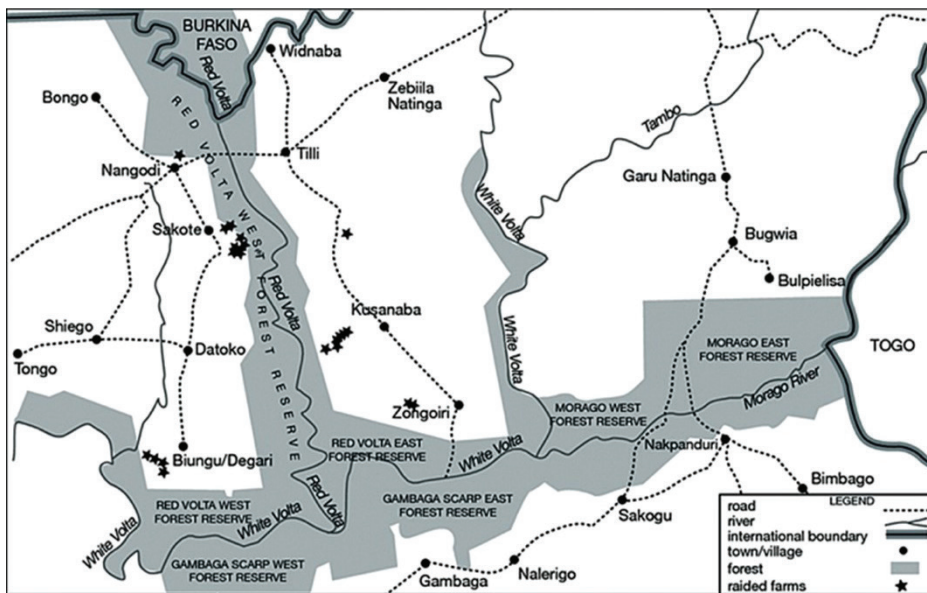 BURKINA
FASO
Widnaba
Red Volta
Zebiila
Natinga
Bongo
RED VOLTA WEST FOREST RESERVE
Tambo
Tilli
Nangodi
Garu Natinga
White Volta
Sakote
Bugwia
Red Volta
Bulpielisa
Kusanaba
Shiego
White Volta
MORAGO EAST
FOREST RESERVE
TOGO
Datoko
Tongo
Morago River
Zongoiri
MORAGO WEST
FOREST RESERVE
RED VOLTA EAST
FOREST RESERVE
White Volta
Nakpanduri
Biungu/Degari
Bimbago
RED VOLTA WEST
FOREST RESERVE
Red Volta
GAMBAGA SCARP EAST
FOREST RESERVE
Sakogu
White Volta
White Volta
GAMBAGA SCARP WEST
FOREST RESERVE
Gambaga
Nalerigo
LEGEND
road
river
international boundary
town/village
forest
raided farms